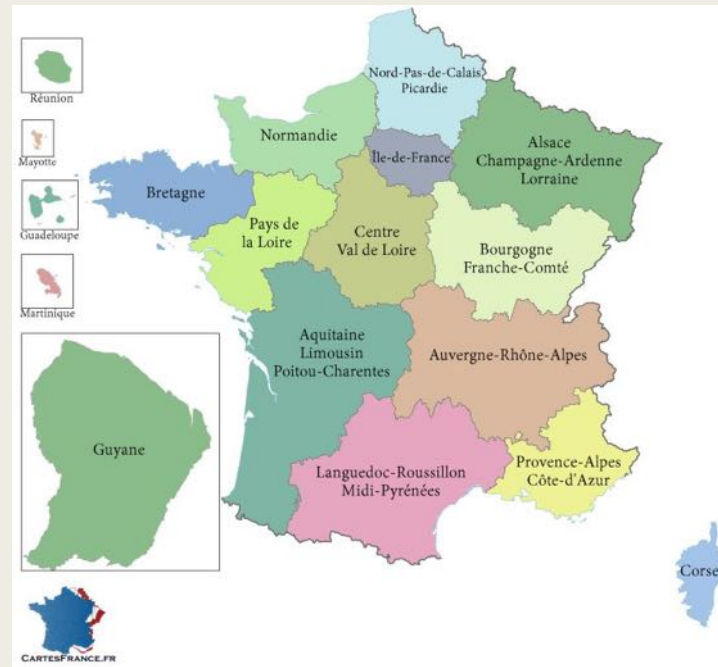 Réunion
Mayotte
Guadeloupe
Martinique
Guyane
Nord-Pas-de-Calais
Picardie
Normandie
Île-de-France
Alsace
Champagne-Ardenne
Lorraine
Bretagne
Pays de
la Loire
Centre
Val de Loire
Bourgogne
Franche-Comté
Aquitaine
Limousin
Poitou-Charentes
Auvergne-Rhône-Alpes
Languedoc-Roussillon
Midi-Pyrénées
Provence-Alpes
Côte-d'Azur
Corse
CARTESFRANCE.FR